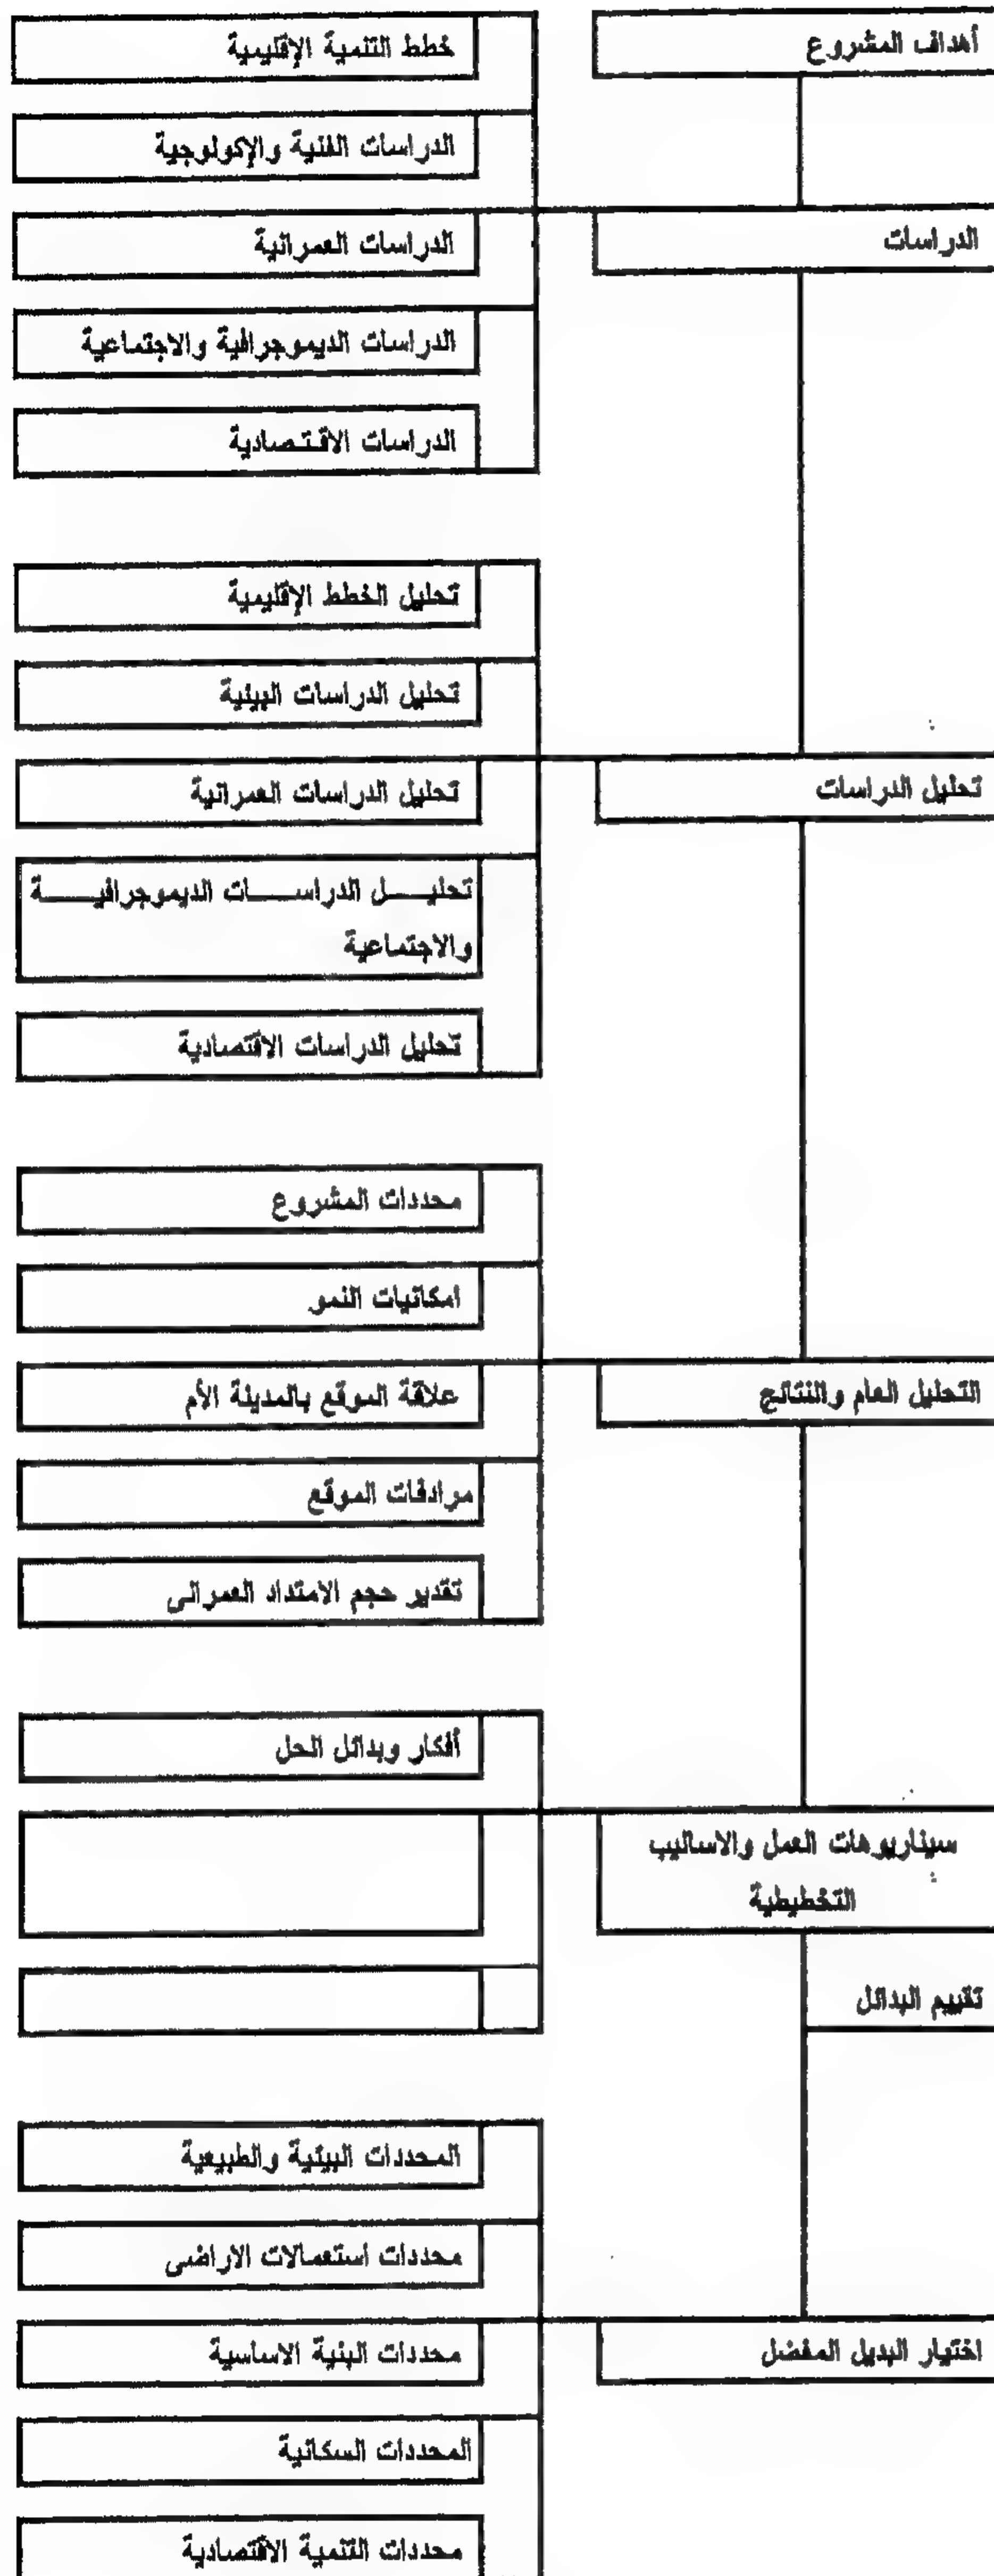 أهداف المشروع
خطط التنمية الإقليمية
الدراسات الفنية والإكولوجية
الدراسات
الدراسات العمرانية
الدراسات الديموجرافية والاجتماعية
الدراسات الاقتصادية
تحليل الخطط الإقليمية
تحليل الدراسات البيئية
تحليل الدراسات
تحليل الدراسات العمرانية
تحليل الدراسات الديموجرافية
والاجتماعية
تحليل الدراسات الاقتصادية
محددات المشروع
امكانيات النمو
التحليل العام والنتائج
علاقة الموقع بالمدينة الأم
مرادفات الموقع
تقدير حجم الامتداد العمرانى
أفكار وبدائل الحل
سيناريوهات العمل والاساليب
التخطيطية
تقييم البدائل
المحددات البيئية والطبيعية
محددات استعمالات الاراضى
اختيار البديل المفضل
محددات البنية الاساسية
المحددات السكانية
محددات التنمية الاقتصادية